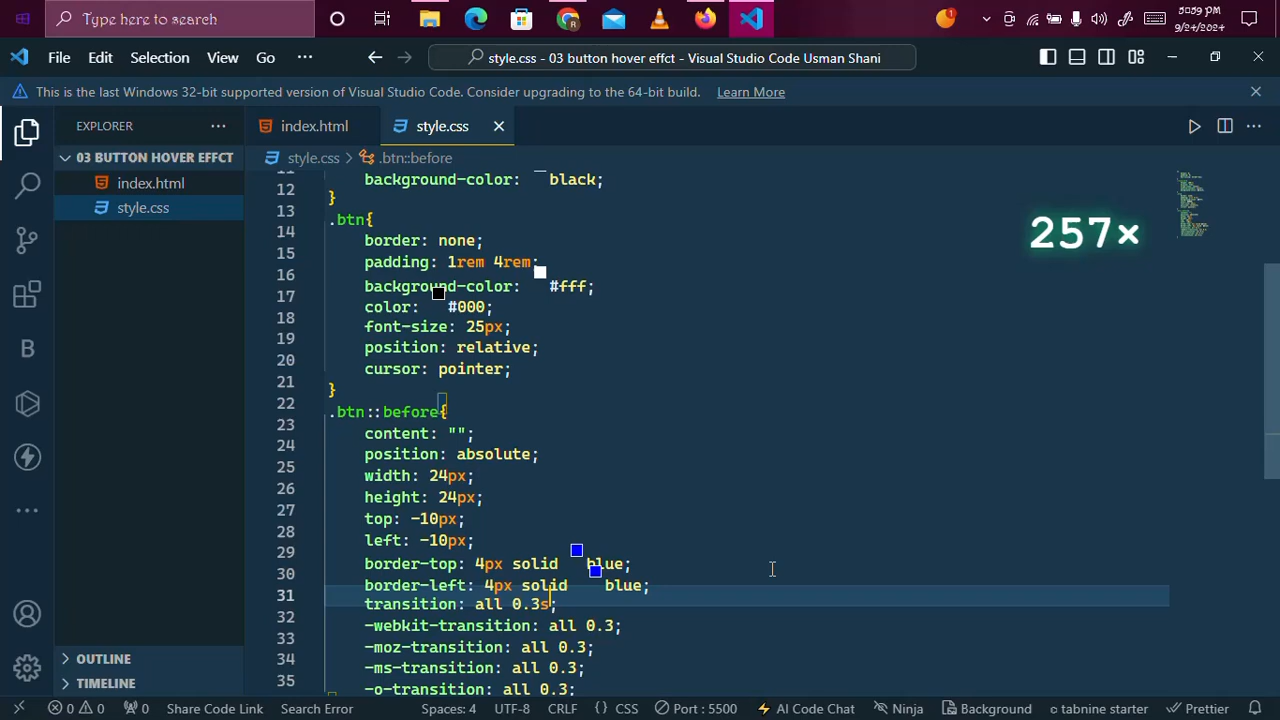 Type here to search
5:59 PM
9/24/2024
File Edit Selection View Go ···
style.css - 03 button hover effct - Visual Studio Code Usman Shani
This is the last Windows 32-bit supported version of Visual Studio Code. Consider upgrading to the 64-bit build. Learn More
EXPLORER ···
index.html
style.css
03 BUTTON HOVER EFFCT
index.html
style.css
style.css > .btn::before
11
12 background-color: black;
13 }
.btn{
14 border: none;
15 padding: 1rem 4rem;
16 background-color: #fff;
17 color: #000;
18 font-size: 25px;
19 position: relative;
20 cursor: pointer;
21 }
22 .btn::before{
23 content: "";
24 position: absolute;
25 width: 24px;
26 height: 24px;
27 top: -10px;
28 left: -10px;
29 border-top: 4px solid blue;
30 border-left: 4px solid blue;
31 transition: all 0.3s;
32 -webkit-transition: all 0.3;
33 -moz-transition: all 0.3;
34 -ms-transition: all 0.3;
35 -o-transition: all 0.3;
257×
B
OUTLINE
TIMELINE
0 0 0 Share Code Link Search Error Spaces: 4 UTF-8 CRLF {} CSS Port : 5500 AI Code Chat Ninja Background tabnine starter Prettier